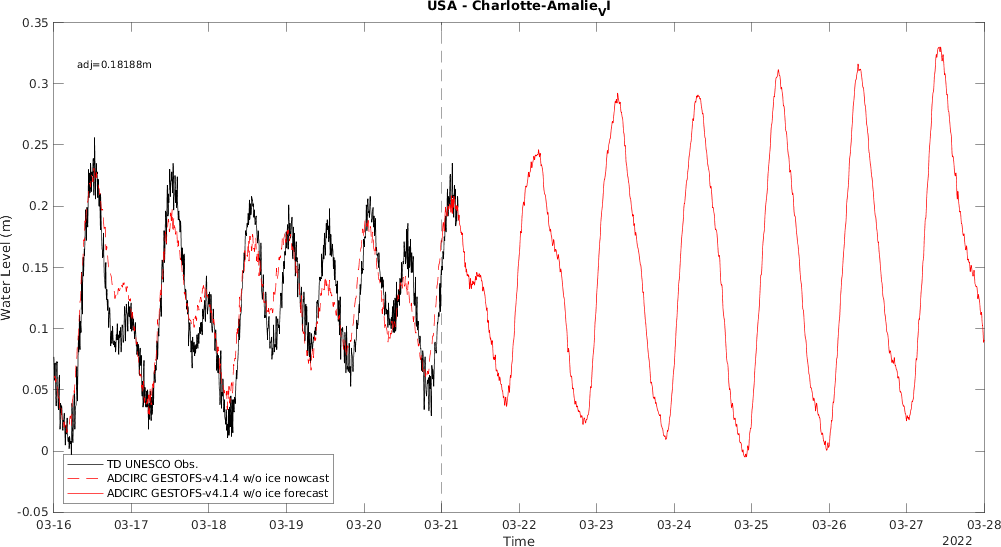 USA - Charlotte-Amalie_VI
adj=0.18188m
0.35
0.3
0.25
0.2
0.15
0.1
0.05
0
-0.05
Water Level (m)
TD UNESCO Obs.
ADCIRC GESTOFS-v4.1.4 w/o ice nowcast
ADCIRC GESTOFS-v4.1.4 w/o ice forecast
03-16 03-17 03-18 03-19 03-20 03-21 03-22 03-23 03-24 03-25 03-26 03-27 03-28
Time
2022